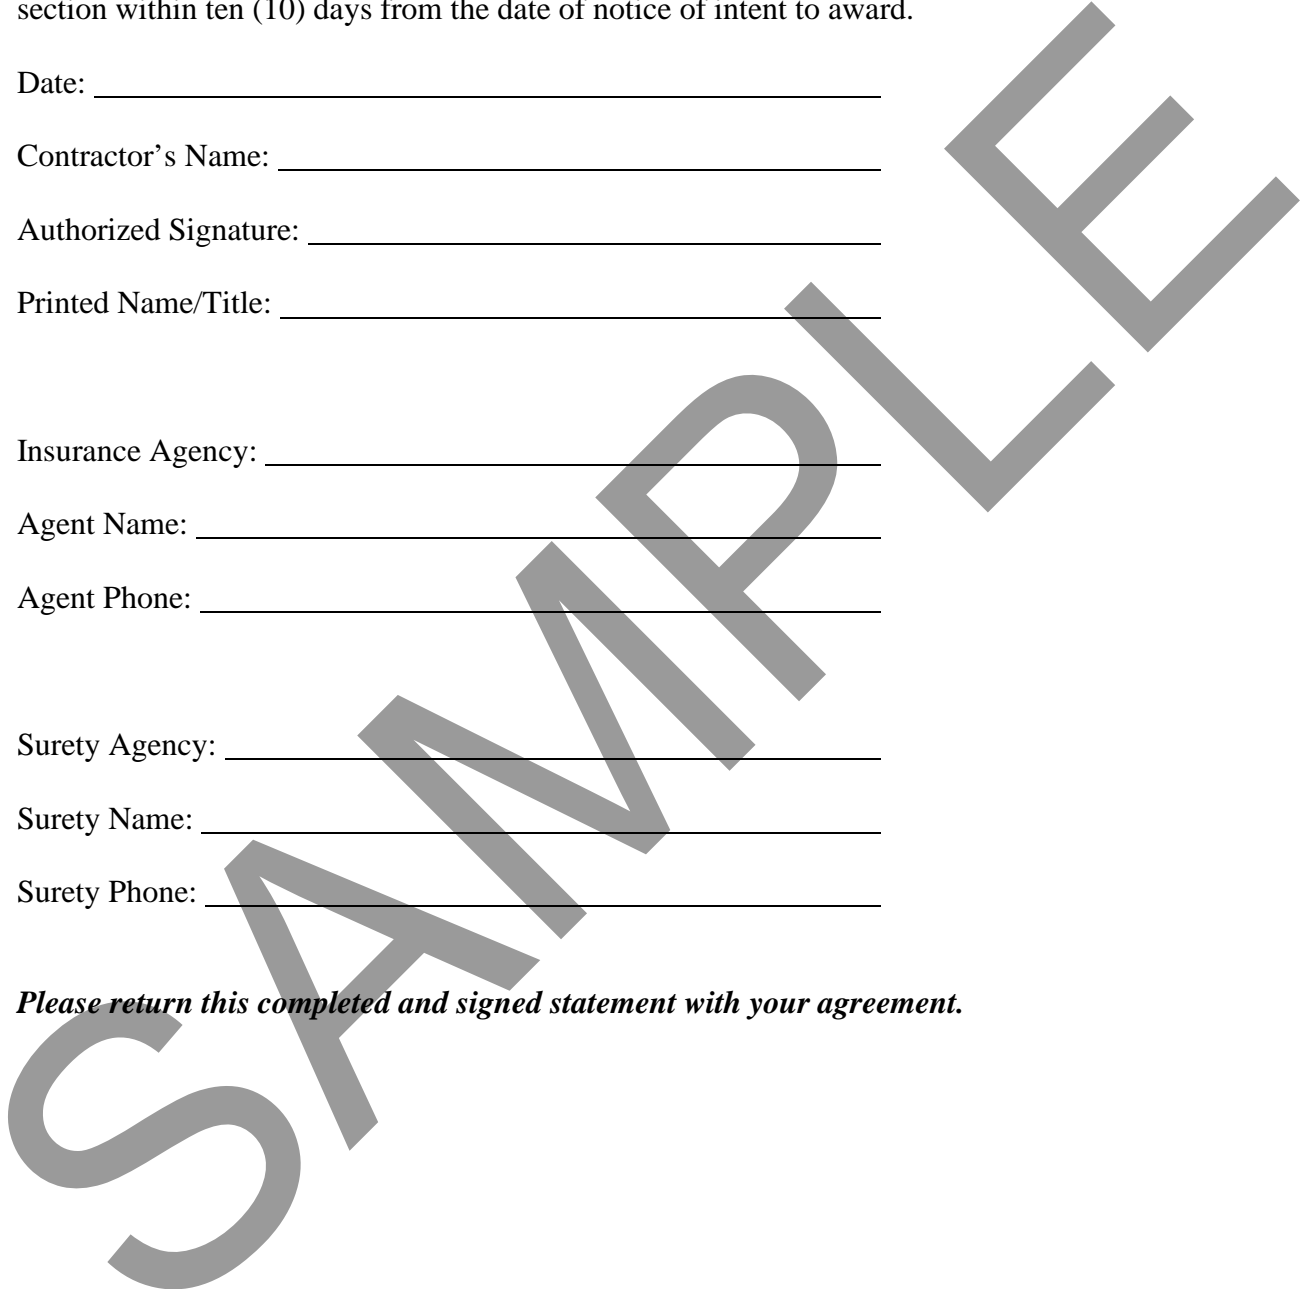 section within ten (10) days from the date of notice of intent to award.
Date:
Contractor’s Name:
Authorized Signature:
Printed Name/Title:
Insurance Agency:
Agent Name:
Agent Phone:
Surety Agency:
Surety Name:
Surety Phone:
Please return this completed and signed statement with your agreement.
SAMPLE